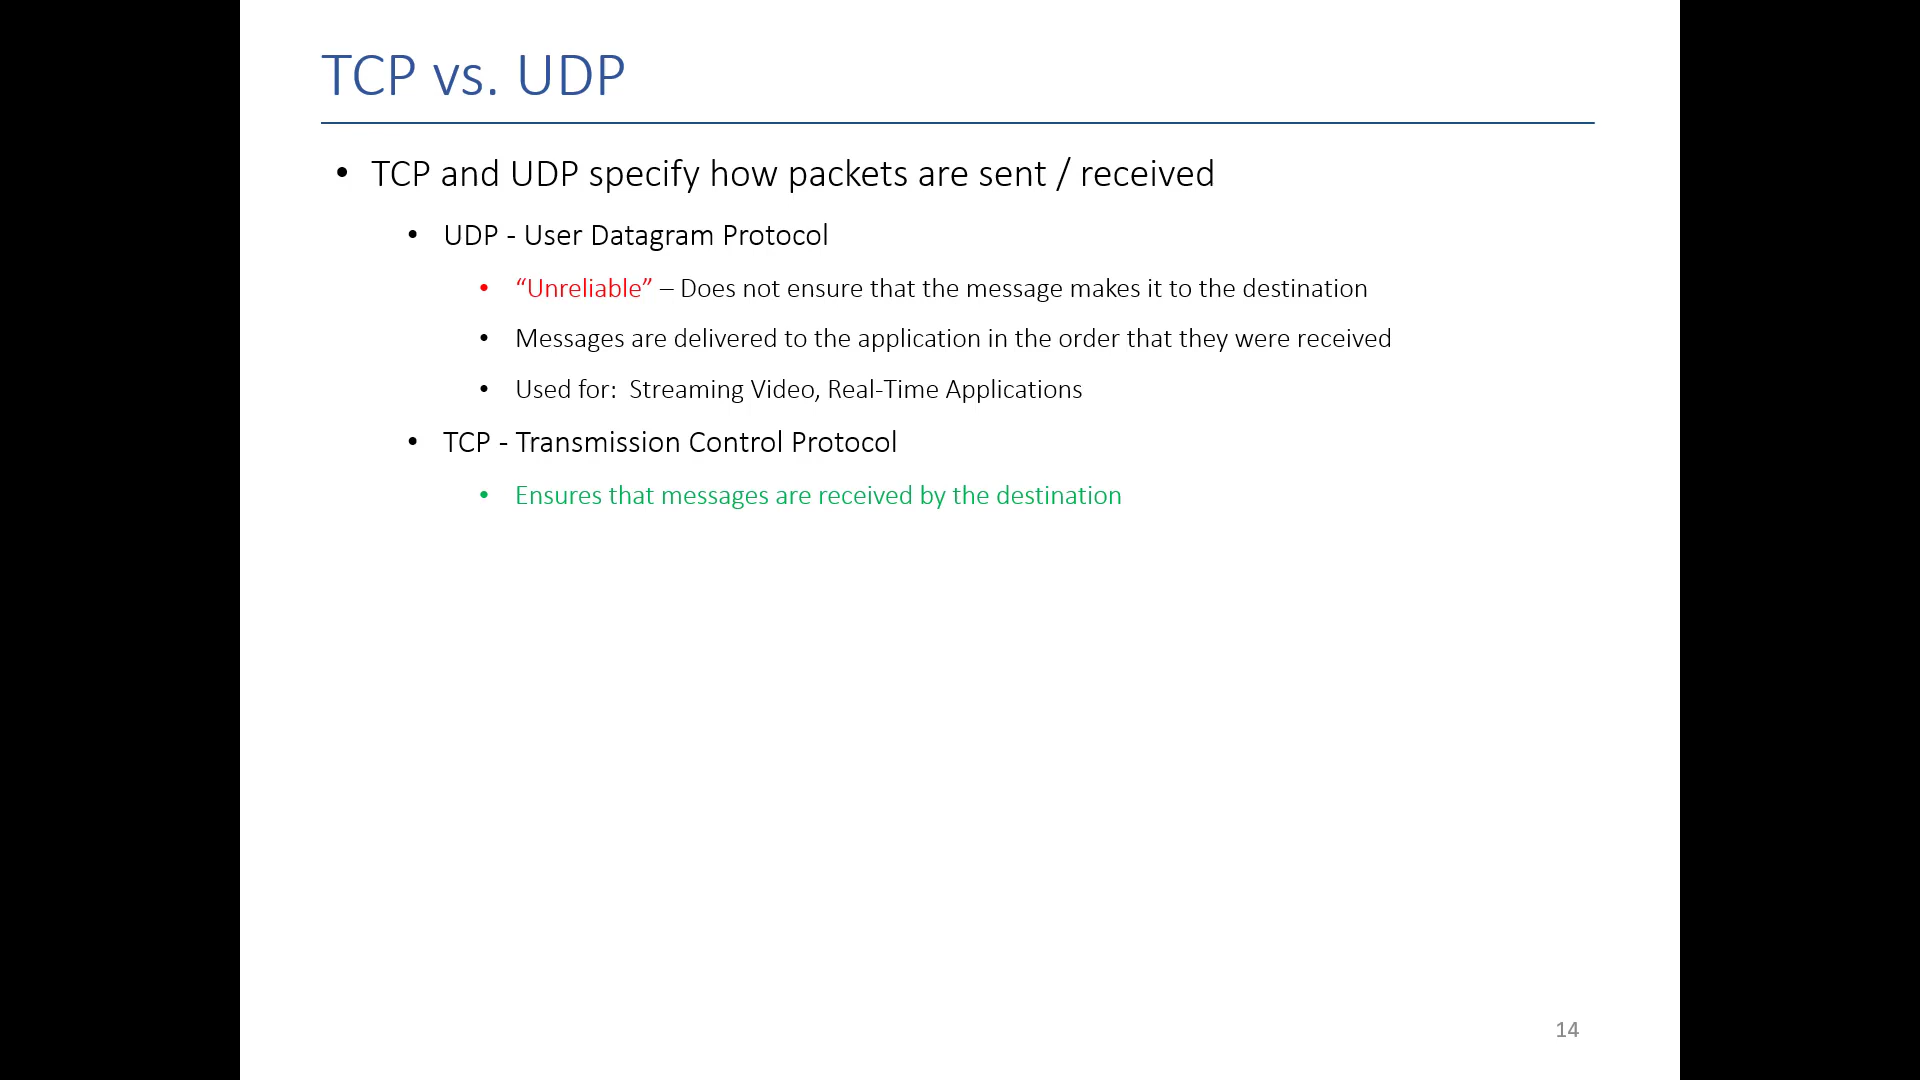 TCP vs. UDP
• TCP and UDP specify how packets are sent / received
• UDP - User Datagram Protocol
• “Unreliable” – Does not ensure that the message makes it to the destination
• Messages are delivered to the application in the order that they were received
• Used for:  Streaming Video, Real-Time Applications
• TCP - Transmission Control Protocol
• Ensures that messages are received by the destination
14